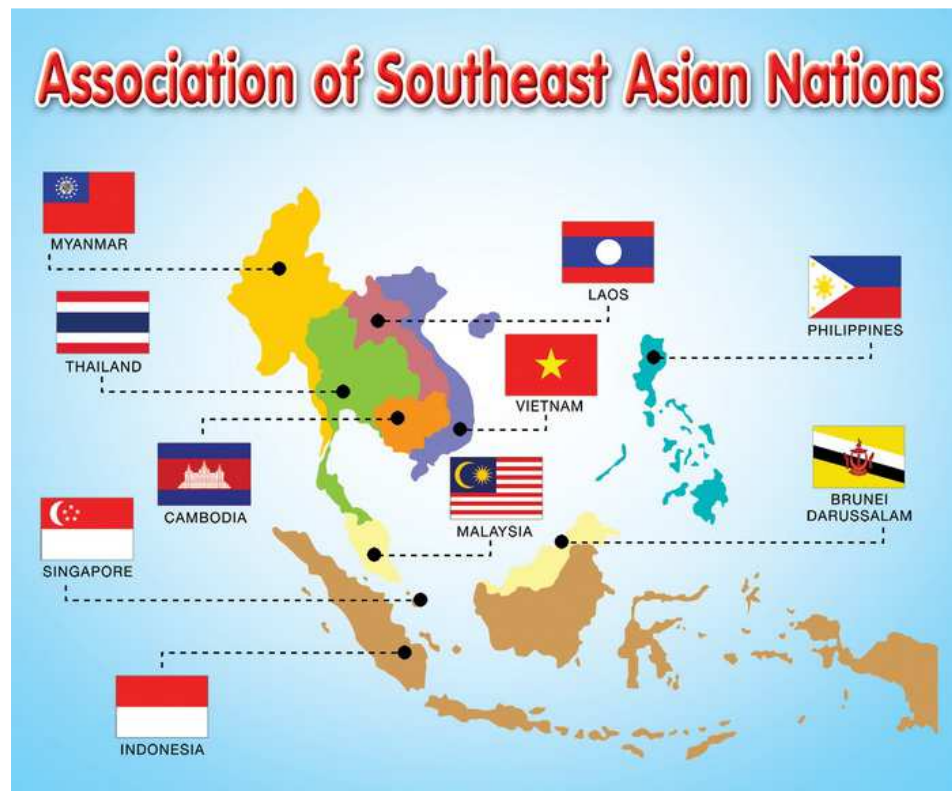 Association of Southeast Asian Nations
MYANMAR
LAOS
PHILIPPINES
THAILAND
VIETNAM
CAMBODIA
MALAYSIA
BRUNEI
DARUSSALAM
SINGAPORE
INDONESIA